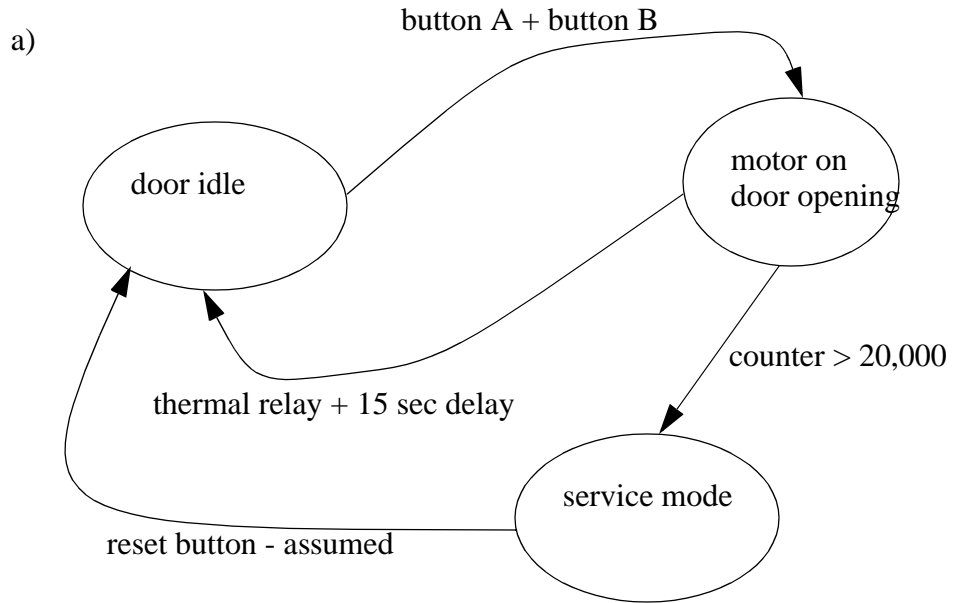 a)
button A + button B
door idle
motor on
door opening
counter > 20,000
thermal relay + 15 sec delay
service mode
reset button - assumed